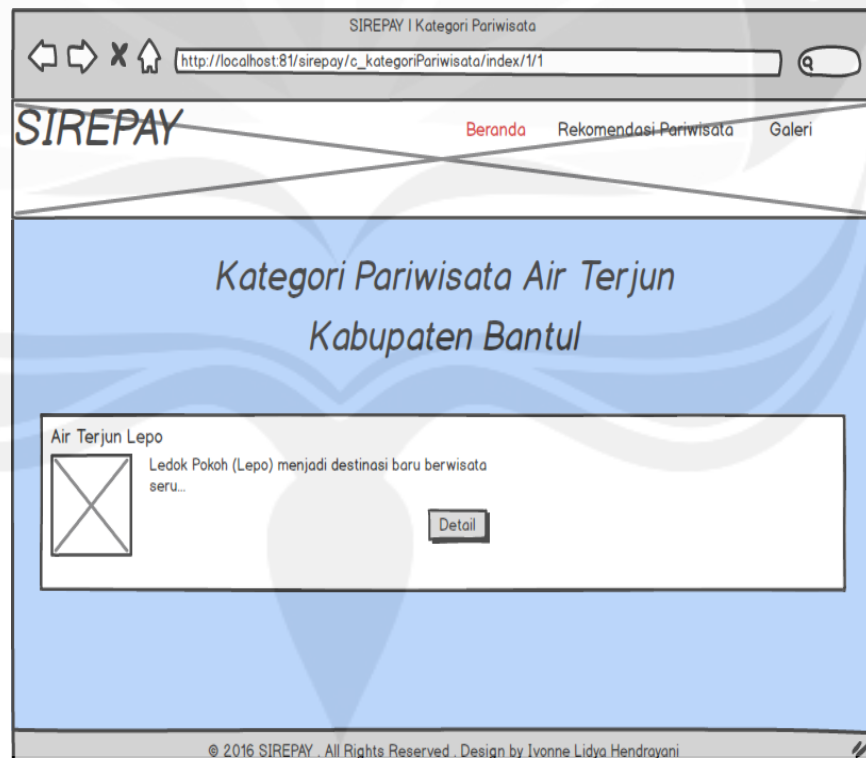 SIREPAY | Kategori Pariwisata
http://localhost:81/sirepay/c_kategoriPariwisata/index/1/1
SIREPAY
Beranda Rekomendasi Pariwisata Galeri
Kategori Pariwisata Air Terjun
Kabupaten Bantul
Air Terjun Lepo
Ledok Pokoh (Lepo) menjadi destinasi baru berwisata
seru...
Detail
© 2016 SIREPAY . All Rights Reserved . Design by Ivonne Lidya Hendrayani